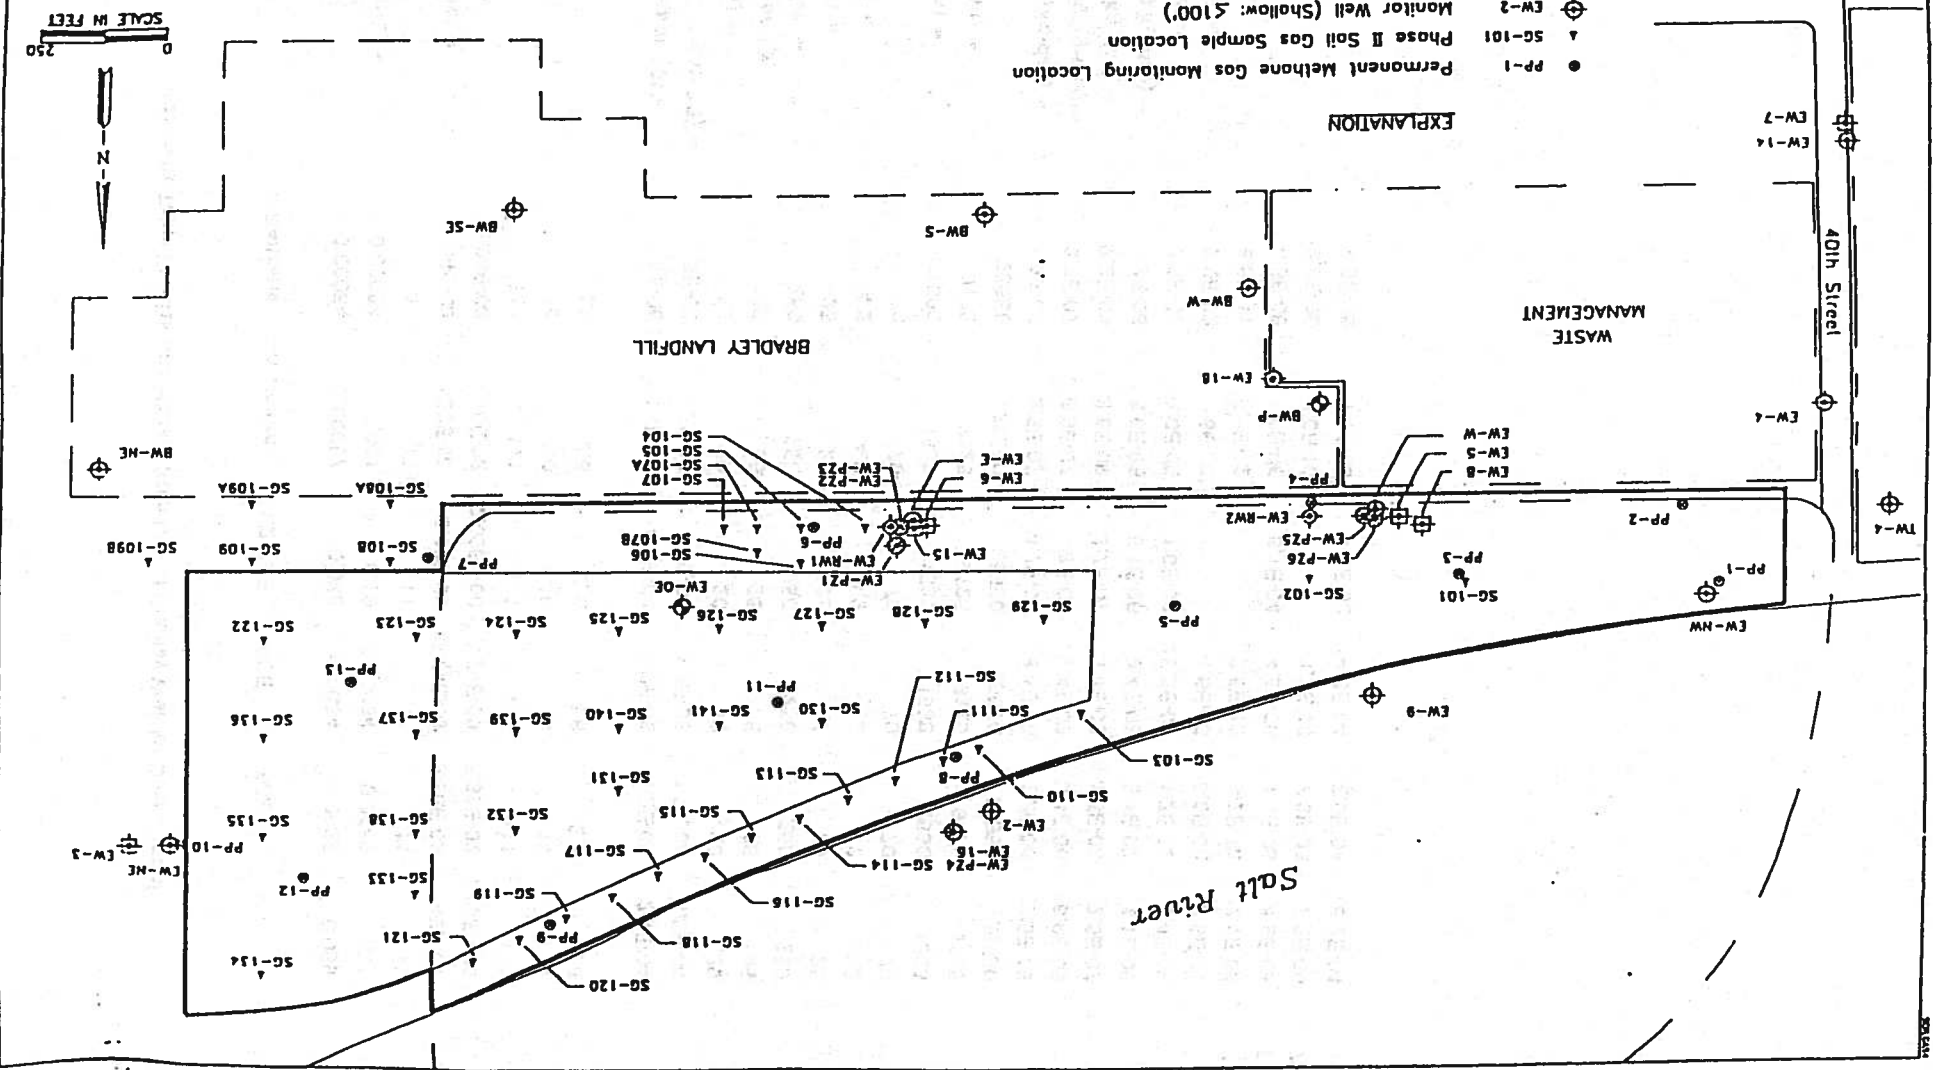 SG-120
SG-134
SG-118
SG-121
PP-9
Salt River
SG-116
SG-119
PP-12
SG-133
SG-114
EW-PZ4
EW-16
SG-117
EW-NE
EW-3
PP-10
EW-2
SG-115
SG-132
SG-138
SG-135
SG-110
PP-8
SG-113
SG-131
SG-103
SG-111
EW-9
SG-130
SG-141
SG-140
SG-139
SG-137
SG-136
SG-112
PP-11
PP-13
EW-NW
PP-5
SG-129
SG-128
SG-127
SG-126
SG-125
SG-124
SG-123
SG-122
SG-101
SG-102
EW-OE
PP-1
PP-3
EW-PZ6
EW-PZ5
EW-PZ1
EW-RW1
EW-15
SG-106
SG-107B
PP-7
SG-108
SG-109
SG-109B
TW-4
PP-2
EW-RW2
PP-6
SG-108A
SG-109A
EW-8
EW-S
EW-W
PP-4
EW-6
EW-E
EW-PZ2
EW-PZ3
SG-107
SG-107A
SG-105
SG-104
BW-NE
EW-4
BW-P
EW-18
WASTE
MANAGEMENT
BRADLEY LANDFILL
BW-W
40th Street
BW-S
BW-SE
EW-14
EW-7
N
EXPLANATION
PP-1 Permanent Methane Gas Monitoring Location
SG-101 Phase II Soil Gas Sample Location
EW-2 Monitor Well (Shallow: ≤100')
0 250
SCALE IN FEET